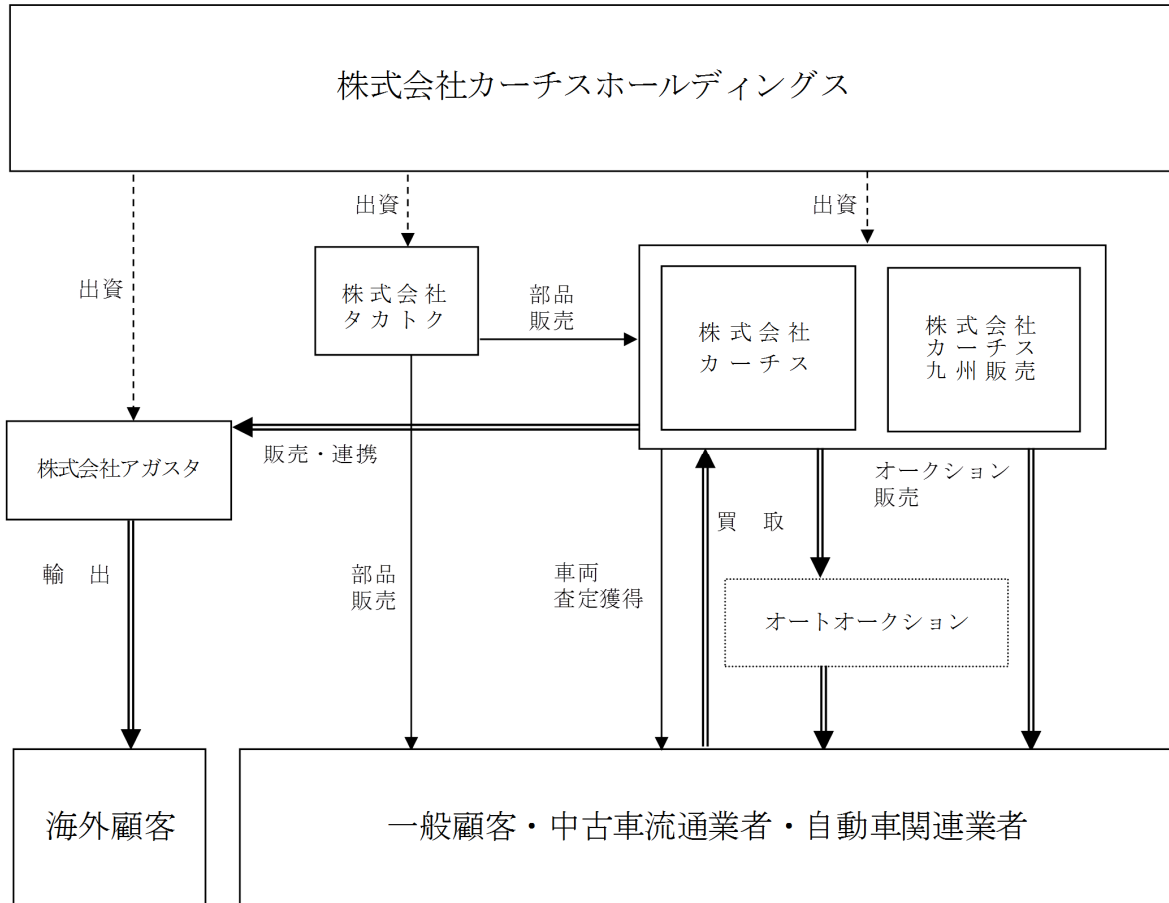 株式会社カーチスホールディングス
出資
出資
出資
株式会社
タカトク
部品
販売
株式会社
カーチス
株式会社
カーチス
九州販売
株式会社アガスタ
販売・連携
オークション
販売
買　取
輸　出
部品
販売
車両
査定獲得
オートオークション
海外顧客
一般顧客・中古車流通業者・自動車関連業者